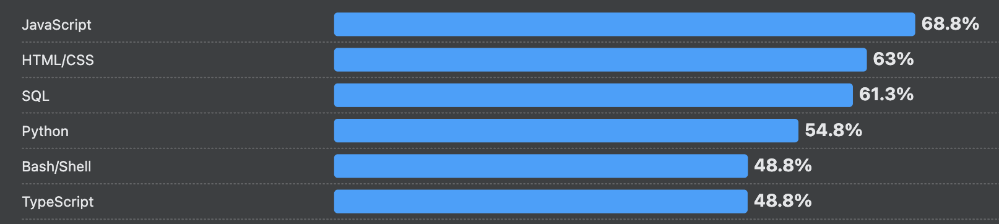 JavaScript 68.8%
HTML/CSS 63%
SQL 61.3%
Python 54.8%
Bash/Shell 48.8%
TypeScript 48.8%